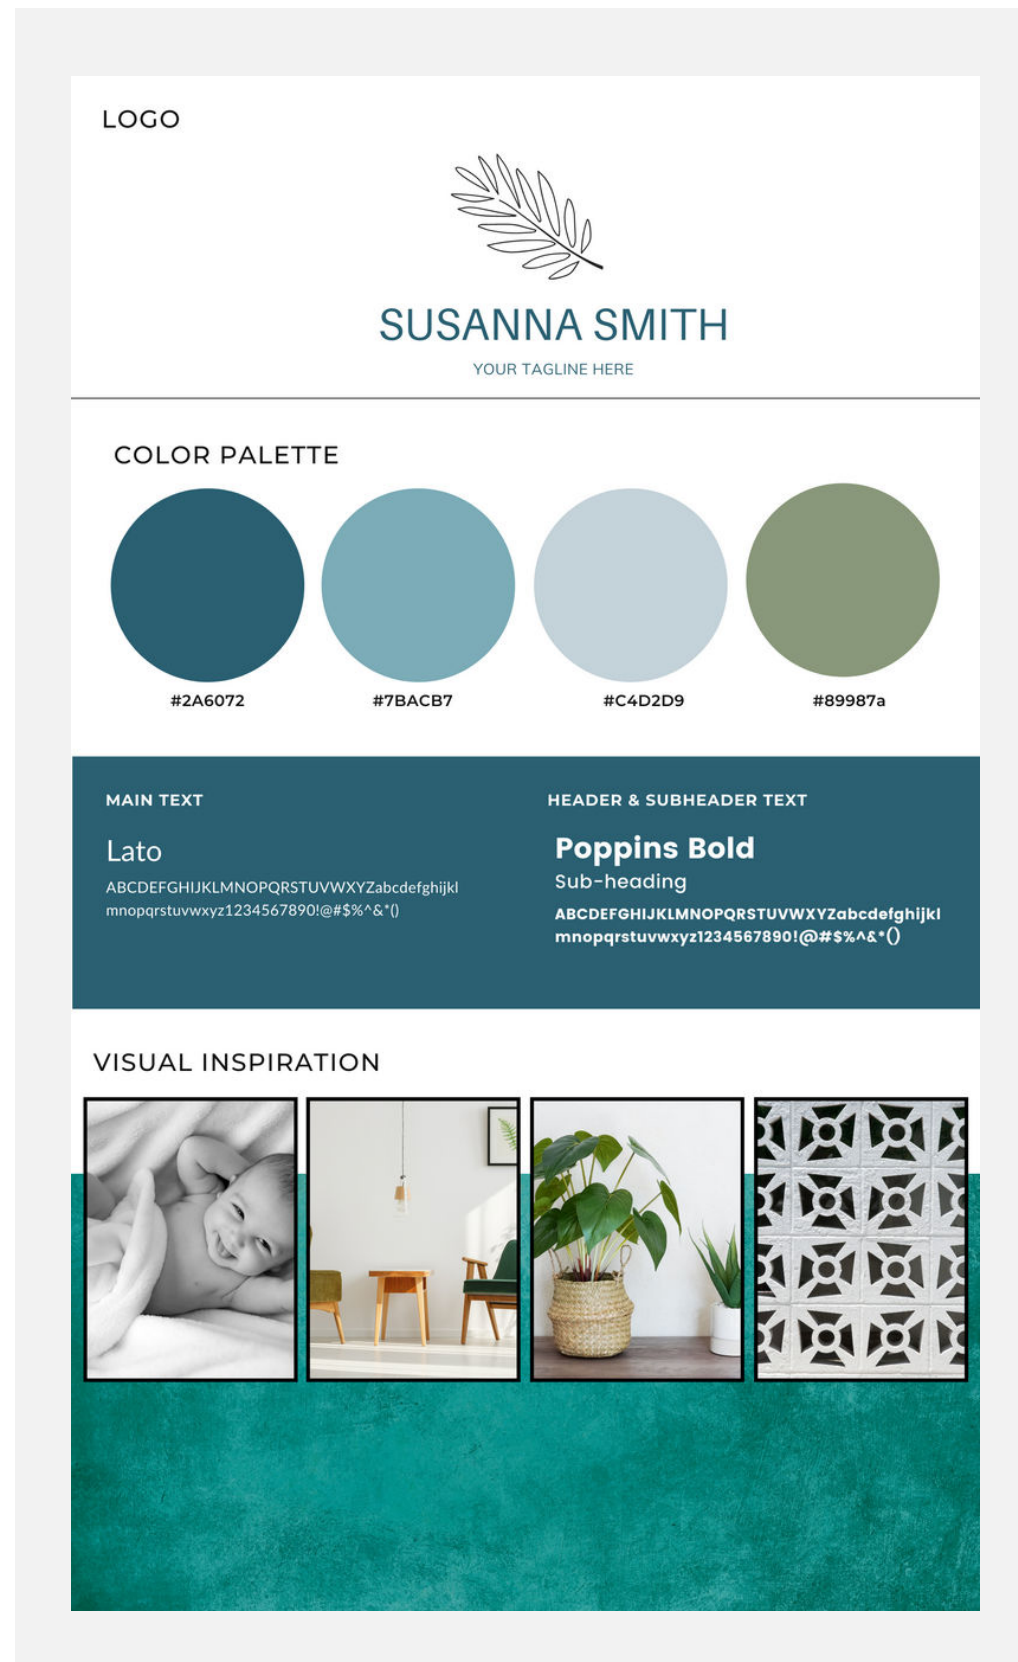 LOGO
SUSANNA SMITH
YOUR TAGLINE HERE
COLOR PALETTE
#2A6072
#7BACB7
#C4D2D9
#89987a
MAIN TEXT
Lato
ABCDEFGHIJKLMNOPQRSTUVWXYZabcdefghijkl
mnopqrstuvwxyz1234567890!@#$%^&*()
HEADER & SUBHEADER TEXT
Poppins Bold
Sub-heading
ABCDEFGHIJKLMNOPQRSTUVWXYZabcdefghijkl
mnopqrstuvwxyz1234567890!@#$%^&*()
VISUAL INSPIRATION